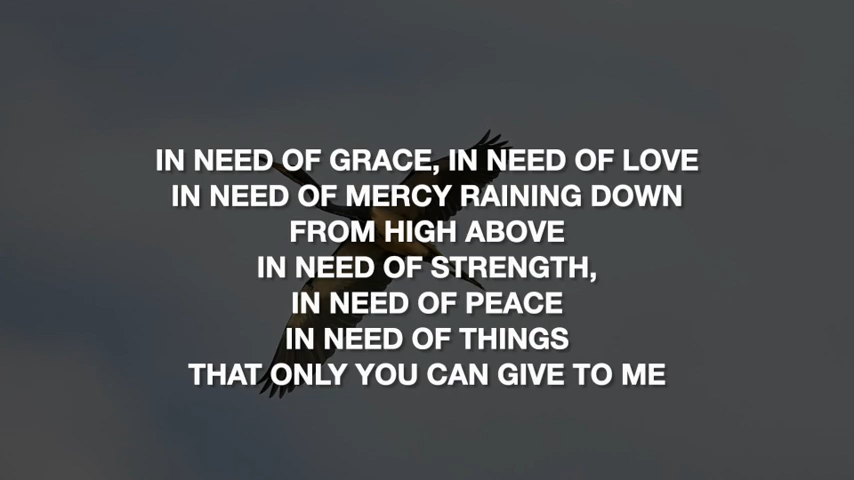 IN NEED OF GRACE, IN NEED OF LOVE
IN NEED OF MERCY RAINING DOWN
FROM HIGH ABOVE
IN NEED OF STRENGTH,
IN NEED OF PEACE
IN NEED OF THINGS
THAT ONLY YOU CAN GIVE TO ME